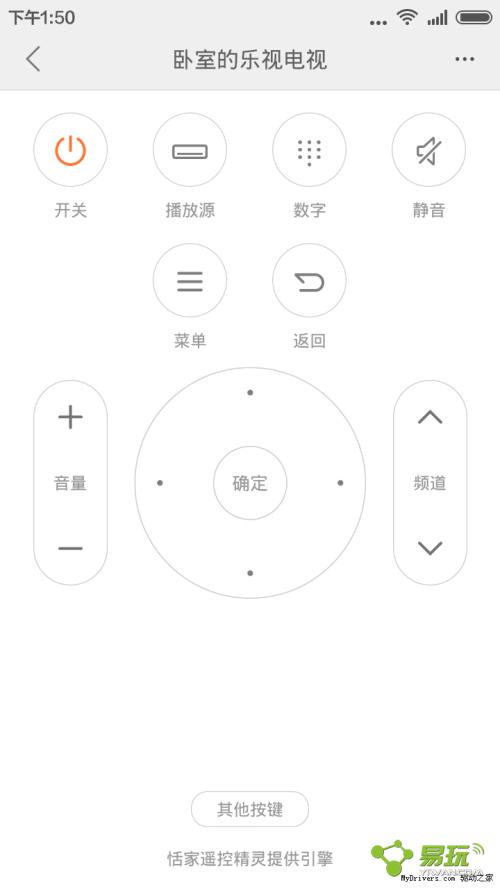 下午1:50
卧室的乐视电视
开关 播放源 数字 静音
菜单 返回
音量 确定 频道
其他按键
恬家遥控精灵提供引擎
易玩
YTWANCDIA
MyDrivers.com 驱动之家